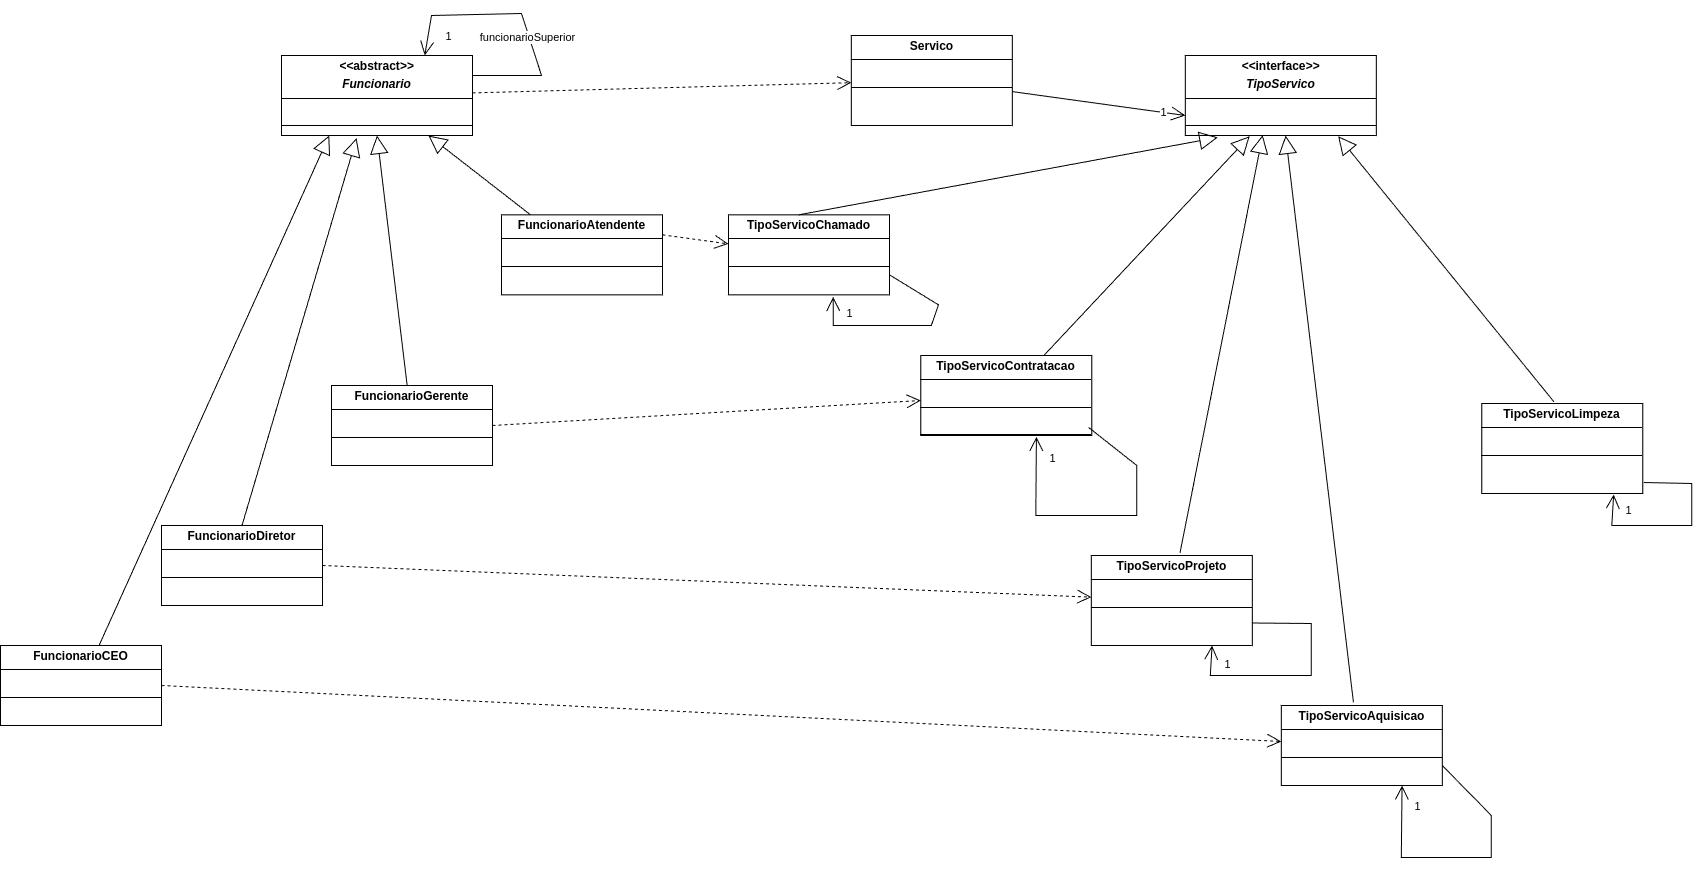 1
funcionarioSuperior
<<abstract>>
Funcionario
Servico
<<interface>>
TipoServico
1
FuncionarioAtendente
TipoServicoChamado
1
TipoServicoContratacao
1
FuncionarioGerente
TipoServicoLimpeza
1
FuncionarioDiretor
TipoServicoProjeto
1
FuncionarioCEO
TipoServicoAquisicao
1